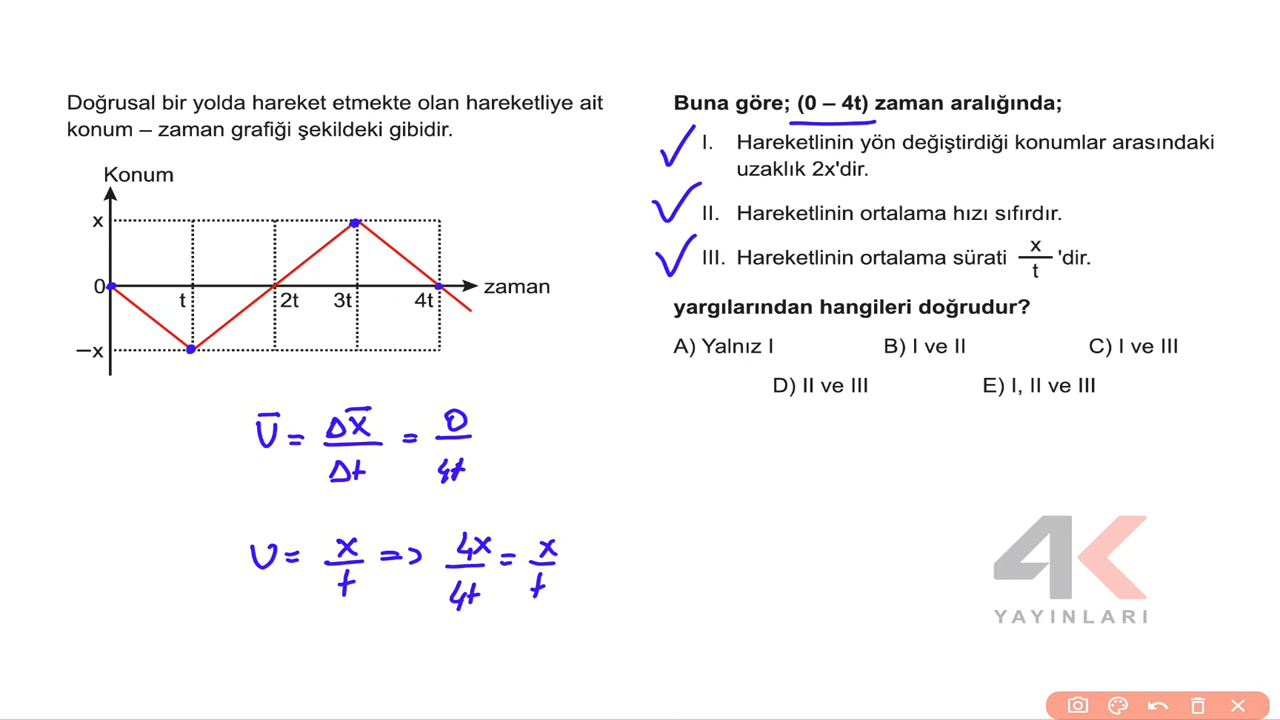 Doğrusal bir yolda hareket etmekte olan hareketliye ait
konum – zaman grafiği şekildeki gibidir.
Konum
x
0
–x
t
2t
3t
4t
zaman
V̄ = Δx̄ / Δt = 0 / 4t
V = x / t => 4x / 4t = x / t
Buna göre; (0 – 4t) zaman aralığında;
I. Hareketlinin yön değiştirdiği konumlar arasındaki
uzaklık 2x'dir.
II. Hareketlinin ortalama hızı sıfırdır.
III. Hareketlinin ortalama sürati x / t 'dir.
yargılarından hangileri doğrudur?
A) Yalnız I B) I ve II C) I ve III
D) II ve III E) I, II ve III
4K
YAYINLARI